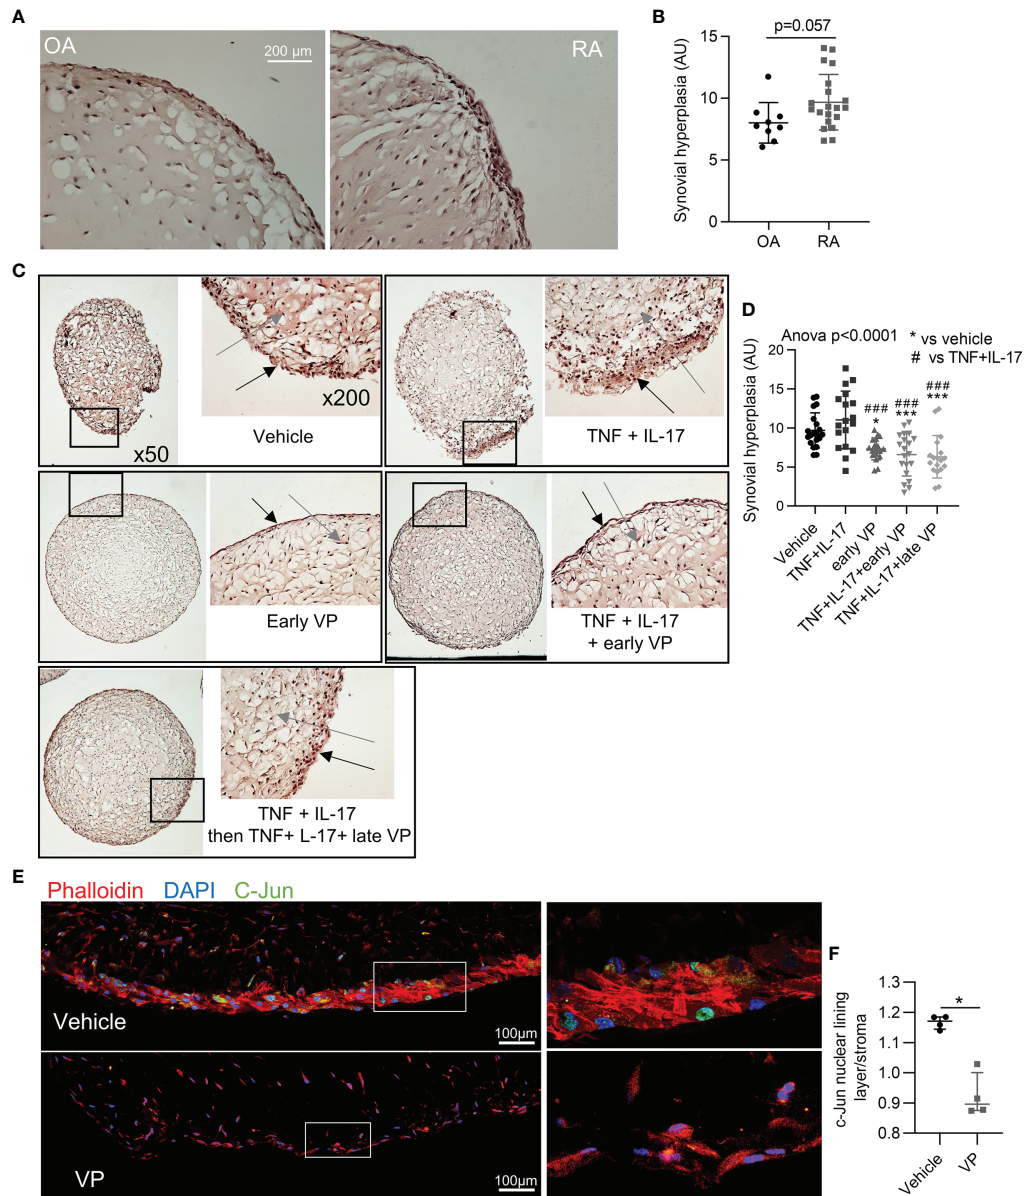 A
OA
200 µm
RA
B
p=0.057
Synovial hyperplasia (AU)
15
10
5
0
OA
RA
C
x50
x200
Vehicle
TNF + IL-17
Early VP
TNF + IL-17
+ early VP
TNF + IL-17
then TNF+ L-17+ late VP
D
Anova p<0.0001
* vs vehicle
# vs TNF+IL-17
Synovial hyperplasia (AU)
20
15
10
5
0
###
*
###
***
###
***
Vehicle
TNF+IL-17
early VP
TNF+IL-17+early VP
TNF+IL-17+late VP
E
Phalloidin DAPI C-Jun
Vehicle
100µm
VP
100µm
F
*
c-Jun nuclear lining
layer/stroma
1.3
1.2
1.1
1.0
0.9
0.8
Vehicle
VP